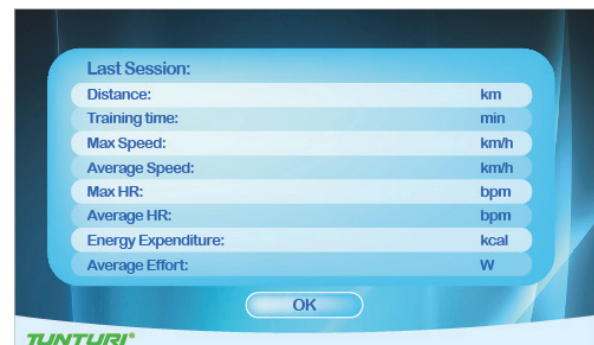 Last Session:
Distance: km
Training time: min
Max Speed: km/h
Average Speed: km/h
Max HR: bpm
Average HR: bpm
Energy Expenditure: kcal
Average Effort: W
OK
TUNTURI®